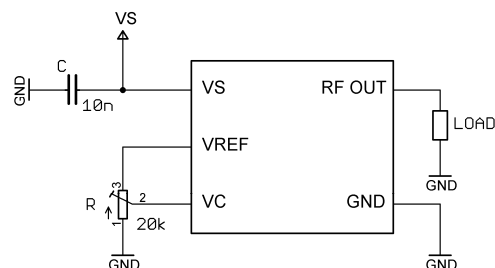 VS
C
GND
10n
VS
RF OUT
LOAD
GND
VREF
3
R
2
VC
GND
1
20k
GND
GND